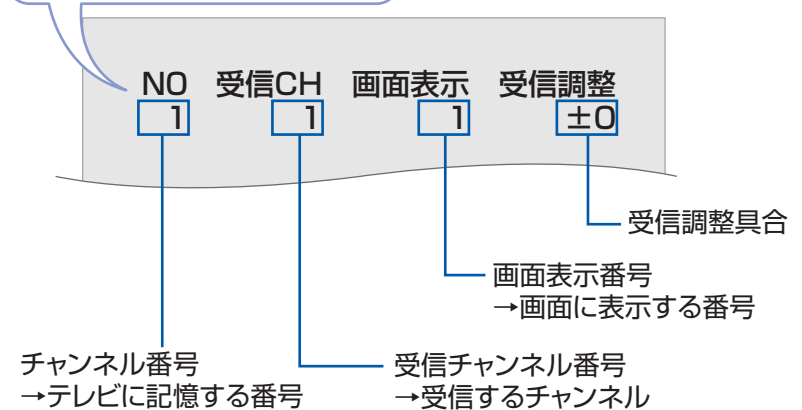 NO 受信CH 画面表示 受信調整
1 1 1 ±0
受信調整具合
画面表示番号
→画面に表示する番号
チャンネル番号
→テレビに記憶する番号
受信チャンネル番号
→受信するチャンネル